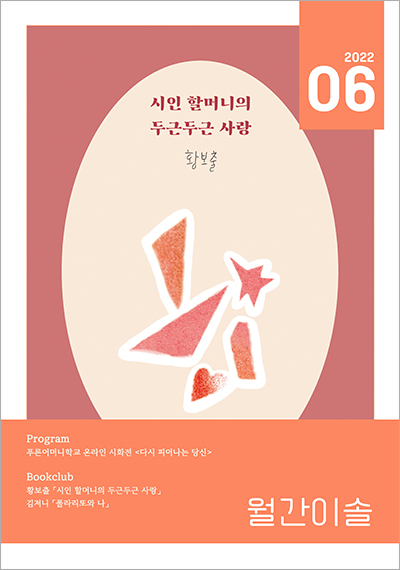 2022
06
시인 할머니의
두근두근 사랑
황보출
Program
푸른어머니학교 온라인 시화전 <다시 피어나는 당신>
Bookclub
황보출 「시인 할머니의 두근두근 사랑」
김저니 「폴라리또와 나」
월간이솔